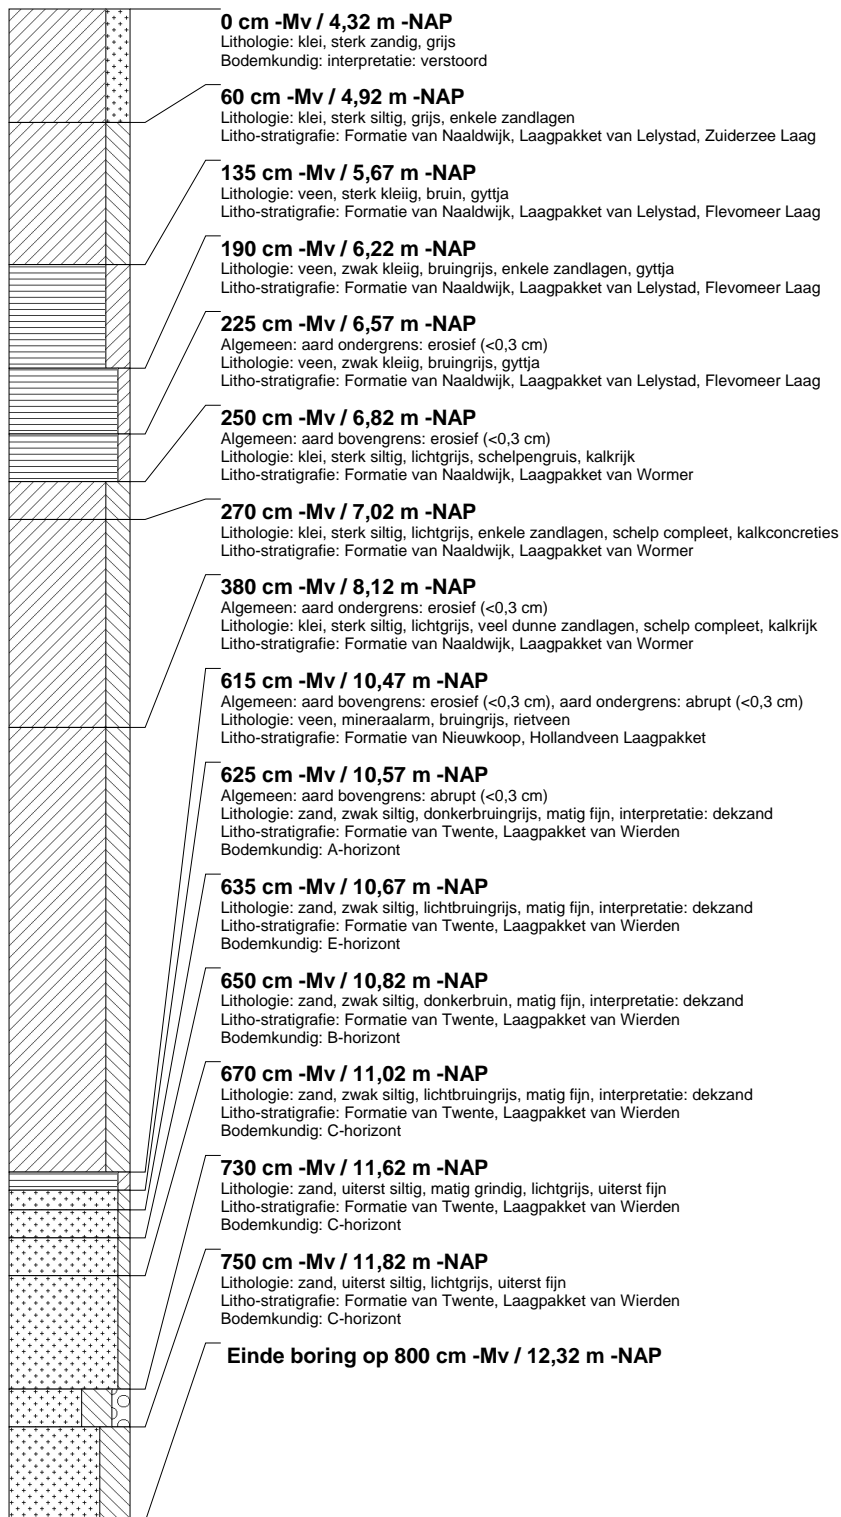 0 cm -Mv / 4,32 m -NAP
Lithologie: klei, sterk zandig, grijs
Bodemkundig: interpretatie: verstoord
60 cm -Mv / 4,92 m -NAP
Lithologie: klei, sterk siltig, grijs, enkele zandlagen
Litho-stratigrafie: Formatie van Naaldwijk, Laagpakket van Lelystad, Zuiderzee Laag
135 cm -Mv / 5,67 m -NAP
Lithologie: veen, sterk kleiig, bruin, gyttja
Litho-stratigrafie: Formatie van Naaldwijk, Laagpakket van Lelystad, Flevomeer Laag
190 cm -Mv / 6,22 m -NAP
Lithologie: veen, zwak kleiig, bruingrijs, enkele zandlagen, gyttja
Litho-stratigrafie: Formatie van Naaldwijk, Laagpakket van Lelystad, Flevomeer Laag
225 cm -Mv / 6,57 m -NAP
Algemeen: aard ondergrens: erosief (<0,3 cm)
Lithologie: veen, zwak kleiig, bruingrijs, gyttja
Litho-stratigrafie: Formatie van Naaldwijk, Laagpakket van Lelystad, Flevomeer Laag
250 cm -Mv / 6,82 m -NAP
Algemeen: aard bovengrens: erosief (<0,3 cm)
Lithologie: klei, sterk siltig, lichtgrijs, schelpengruis, kalkrijk
Litho-stratigrafie: Formatie van Naaldwijk, Laagpakket van Wormer
270 cm -Mv / 7,02 m -NAP
Lithologie: klei, sterk siltig, lichtgrijs, enkele zandlagen, schelp compleet, kalkconcreties
Litho-stratigrafie: Formatie van Naaldwijk, Laagpakket van Wormer
380 cm -Mv / 8,12 m -NAP
Algemeen: aard ondergrens: erosief (<0,3 cm)
Lithologie: klei, sterk siltig, lichtgrijs, veel dunne zandlagen, schelp compleet, kalkrijk
Litho-stratigrafie: Formatie van Naaldwijk, Laagpakket van Wormer
615 cm -Mv / 10,47 m -NAP
Algemeen: aard bovengrens: erosief (<0,3 cm), aard ondergrens: abrupt (<0,3 cm)
Lithologie: veen, mineraalarm, bruingrijs, rietveen
Litho-stratigrafie: Formatie van Nieuwkoop, Hollandveen Laagpakket
625 cm -Mv / 10,57 m -NAP
Algemeen: aard bovengrens: abrupt (<0,3 cm)
Lithologie: zand, zwak siltig, donkerbruingrijs, matig fijn, interpretatie: dekzand
Litho-stratigrafie: Formatie van Twente, Laagpakket van Wierden
Bodemkundig: A-horizont
635 cm -Mv / 10,67 m -NAP
Lithologie: zand, zwak siltig, lichtbruingrijs, matig fijn, interpretatie: dekzand
Litho-stratigrafie: Formatie van Twente, Laagpakket van Wierden
Bodemkundig: E-horizont
650 cm -Mv / 10,82 m -NAP
Lithologie: zand, zwak siltig, donkerbruin, matig fijn, interpretatie: dekzand
Litho-stratigrafie: Formatie van Twente, Laagpakket van Wierden
Bodemkundig: B-horizont
670 cm -Mv / 11,02 m -NAP
Lithologie: zand, zwak siltig, lichtbruingrijs, matig fijn, interpretatie: dekzand
Litho-stratigrafie: Formatie van Twente, Laagpakket van Wierden
Bodemkundig: C-horizont
730 cm -Mv / 11,62 m -NAP
Lithologie: zand, uiterst siltig, matig grindig, lichtgrijs, uiterst fijn
Litho-stratigrafie: Formatie van Twente, Laagpakket van Wierden
Bodemkundig: C-horizont
750 cm -Mv / 11,82 m -NAP
Lithologie: zand, uiterst siltig, lichtgrijs, uiterst fijn
Litho-stratigrafie: Formatie van Twente, Laagpakket van Wierden
Bodemkundig: C-horizont
Einde boring op 800 cm -Mv / 12,32 m -NAP